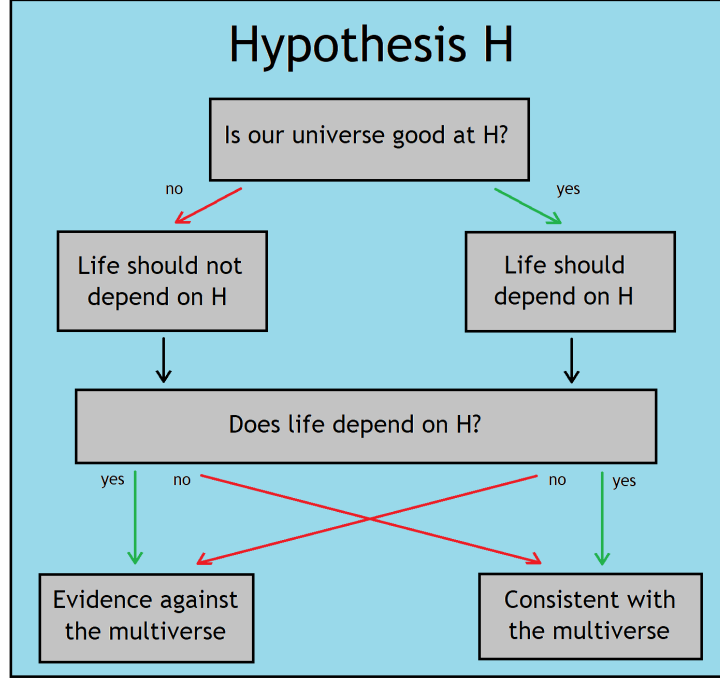 Hypothesis H
Is our universe good at H?
no
yes
Life should not
depend on H
Life should
depend on H
Does life depend on H?
yes
no
no
yes
Evidence against
the multiverse
Consistent with
the multiverse